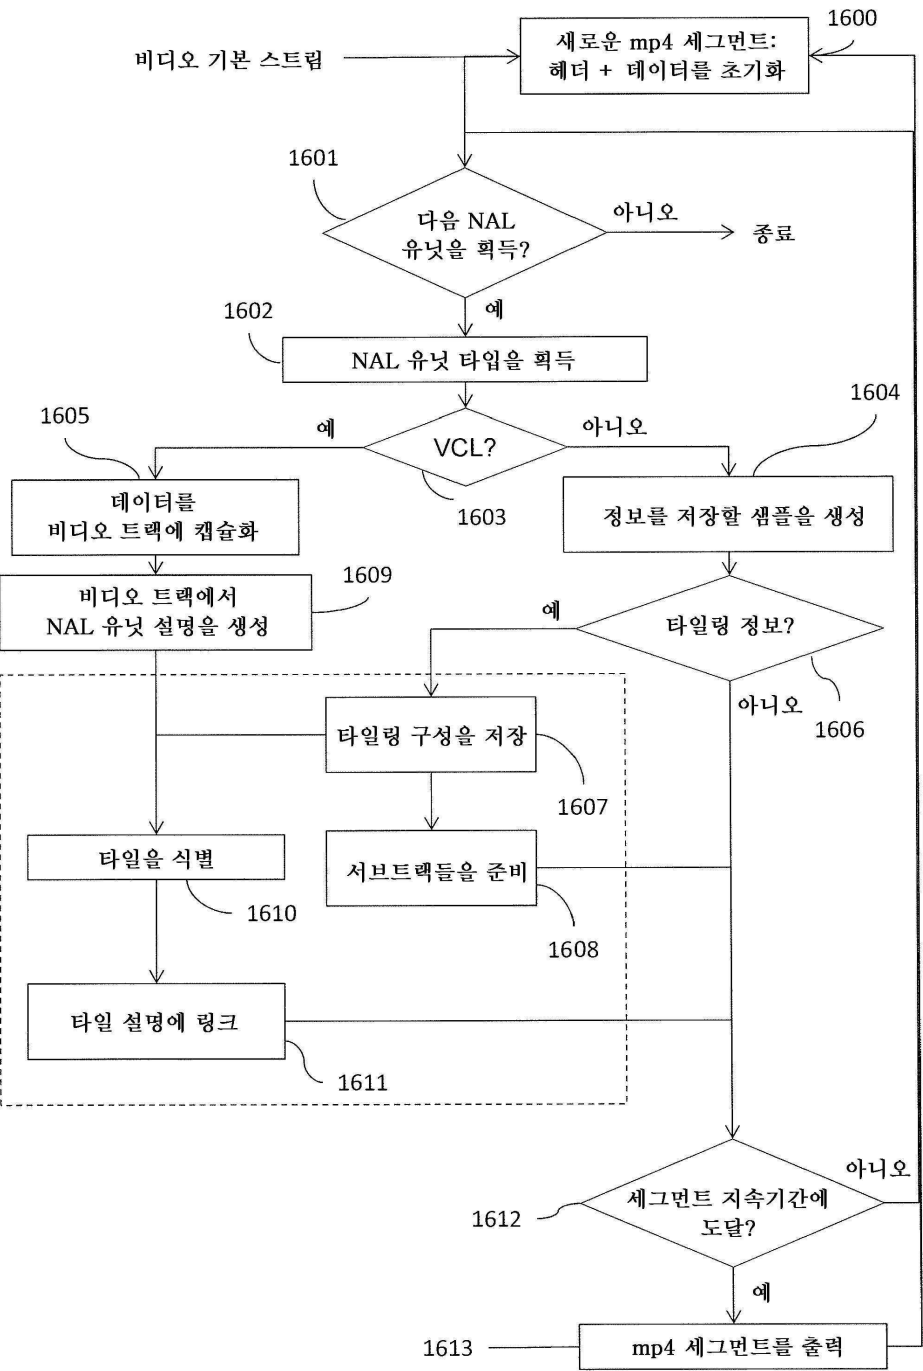 1600
새로운 mp4 세그먼트:
헤더 + 데이터를 초기화
비디오 기본 스트림
1601
다음 NAL
유닛을 획득?
아니오
종료
예
1602
NAL 유닛 타입을 획득
1604
1605
예
VCL?
아니오
1603
데이터를
비디오 트랙에 캡슐화
정보를 저장할 샘플을 생성
1609
비디오 트랙에서
NAL 유닛 설명을 생성
예
타일링 정보?
아니오
1606
타일링 구성을 저장
1607
타일을 식별
서브트랙들을 준비
1610
1608
타일 설명에 링크
1611
아니오
1612
세그먼트 지속기간에
도달?
예
1613
mp4 세그먼트를 출력